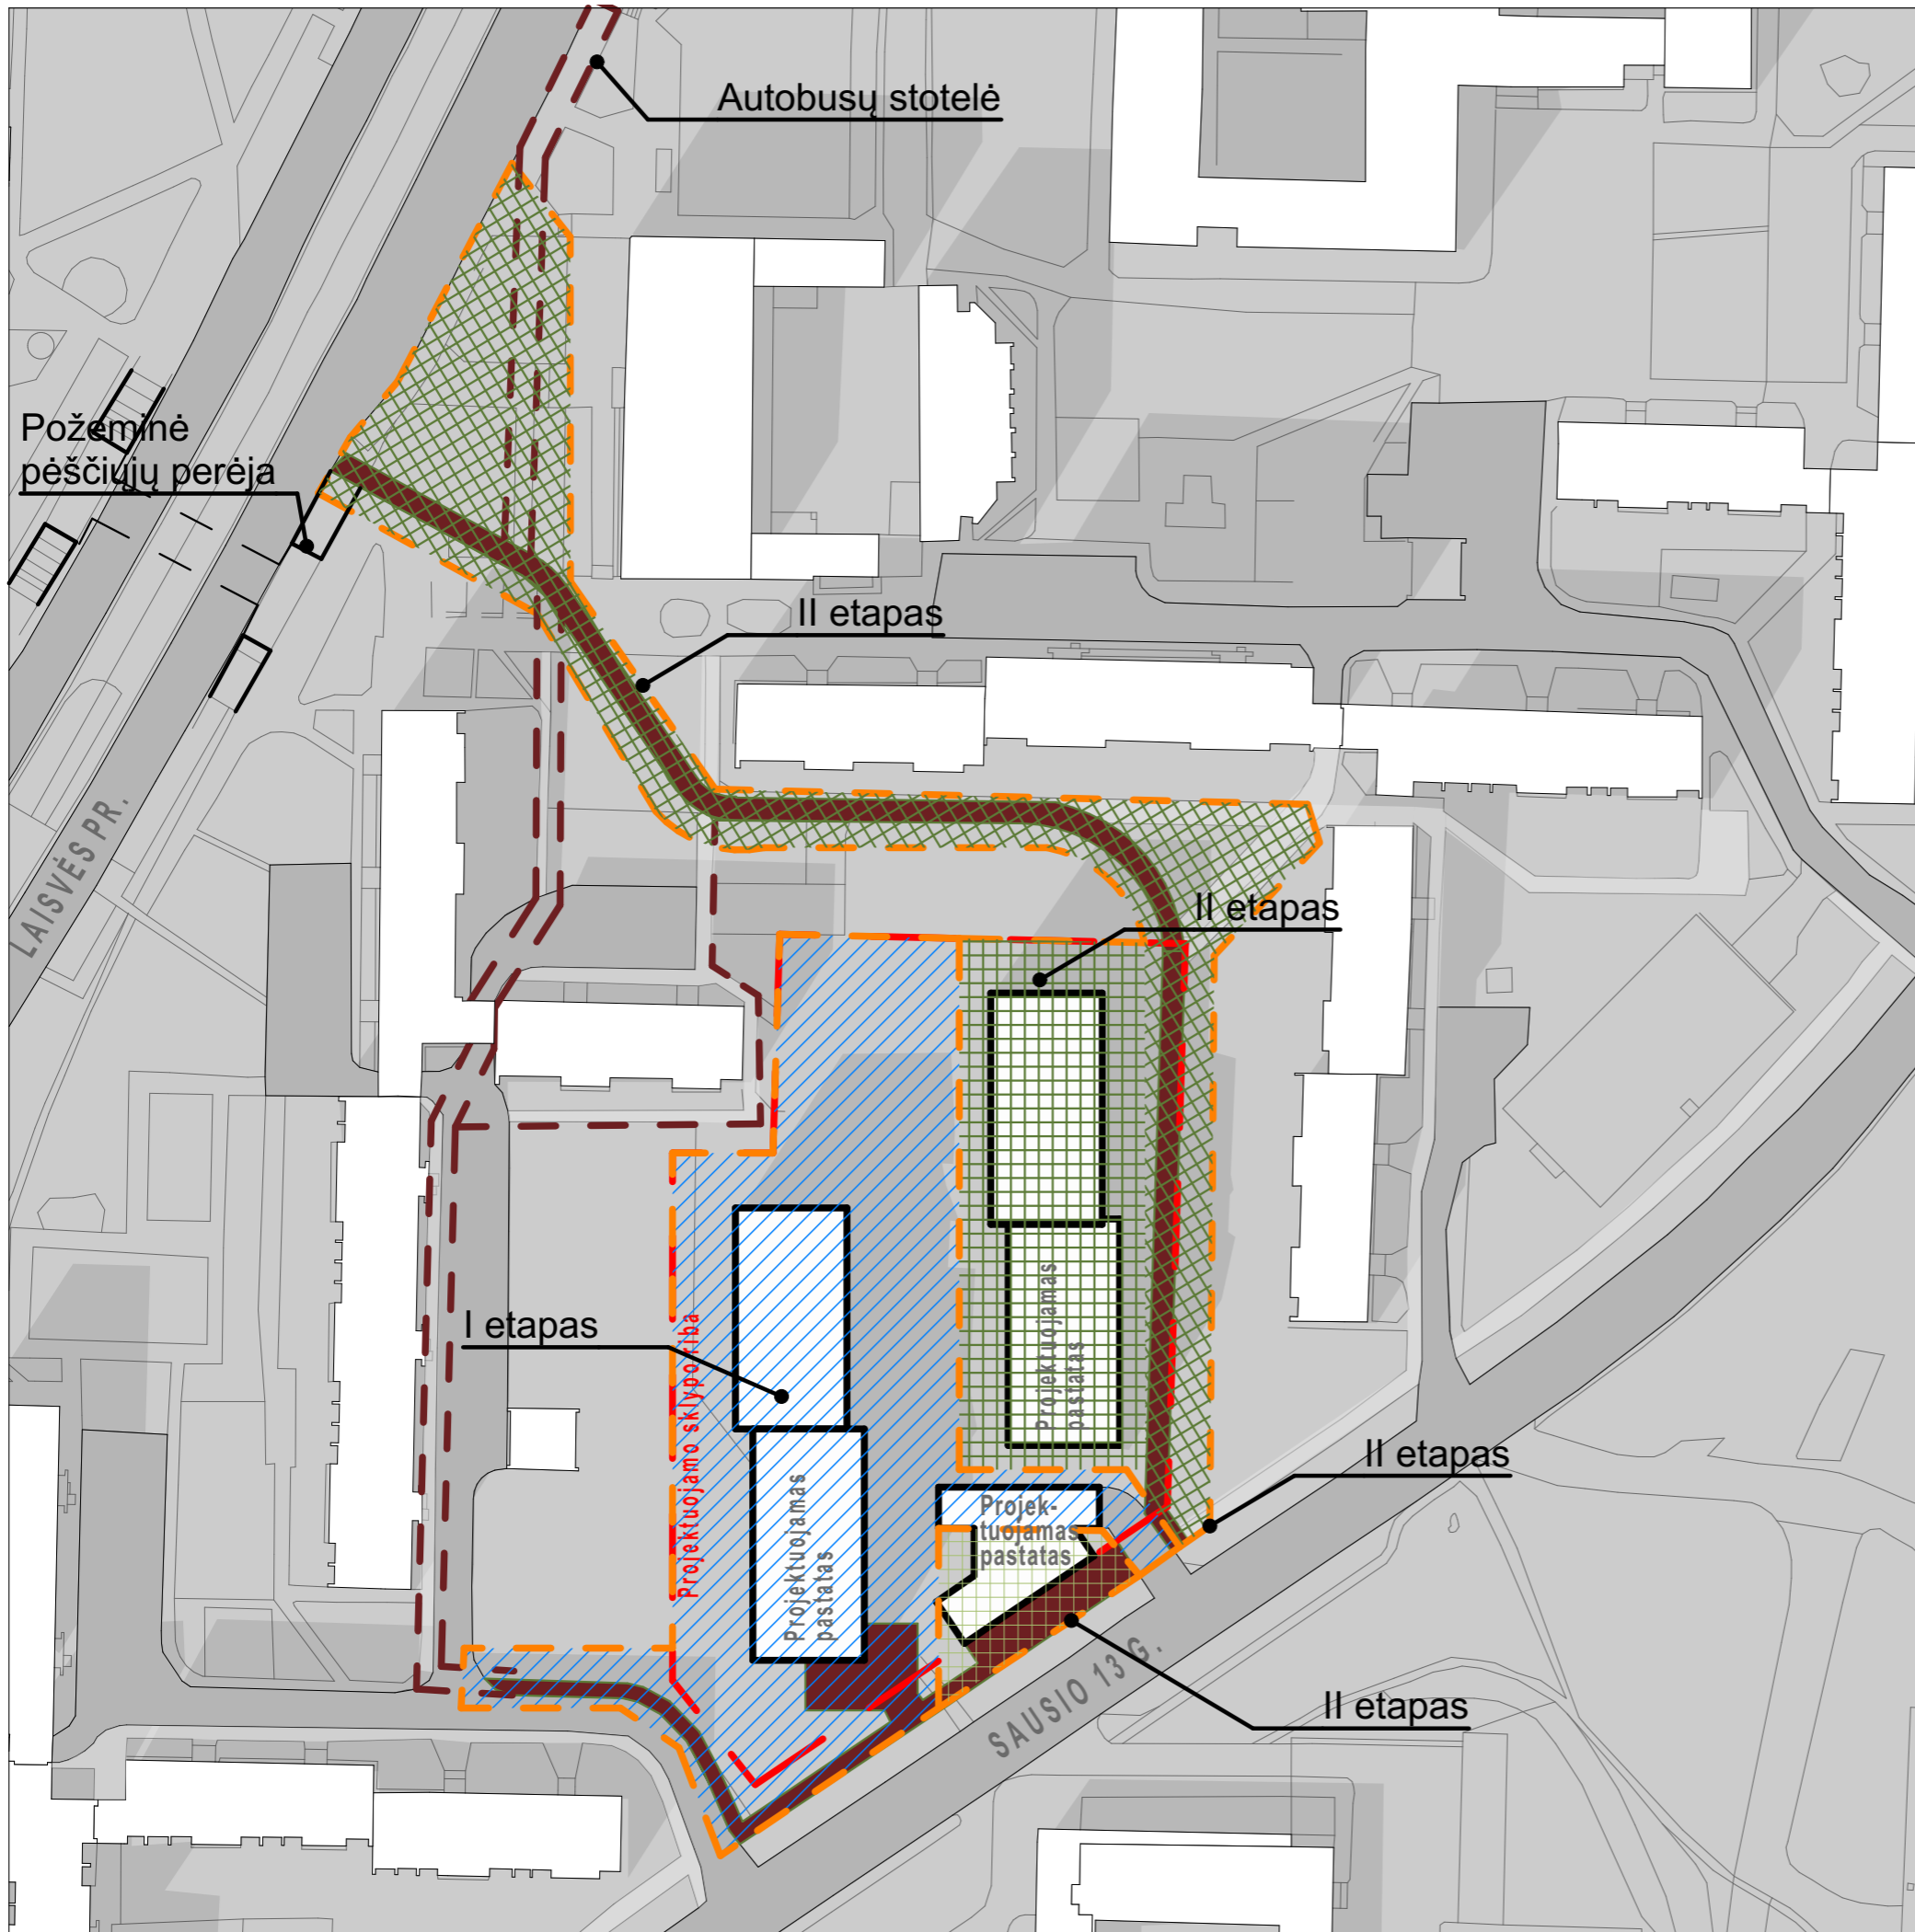 Autobusų stotelė
Požeminė
pėsčiųjų perėja
II etapas
LAISVĖS PR.
II etapas
I etapas
Projektuojamo sklypo riba
Projektuojamas
pastatas
Projektuojamas
pastatas
II etapas
Projek-
tuojamas
pastatas
SAUSIO 13 G.
II etapas